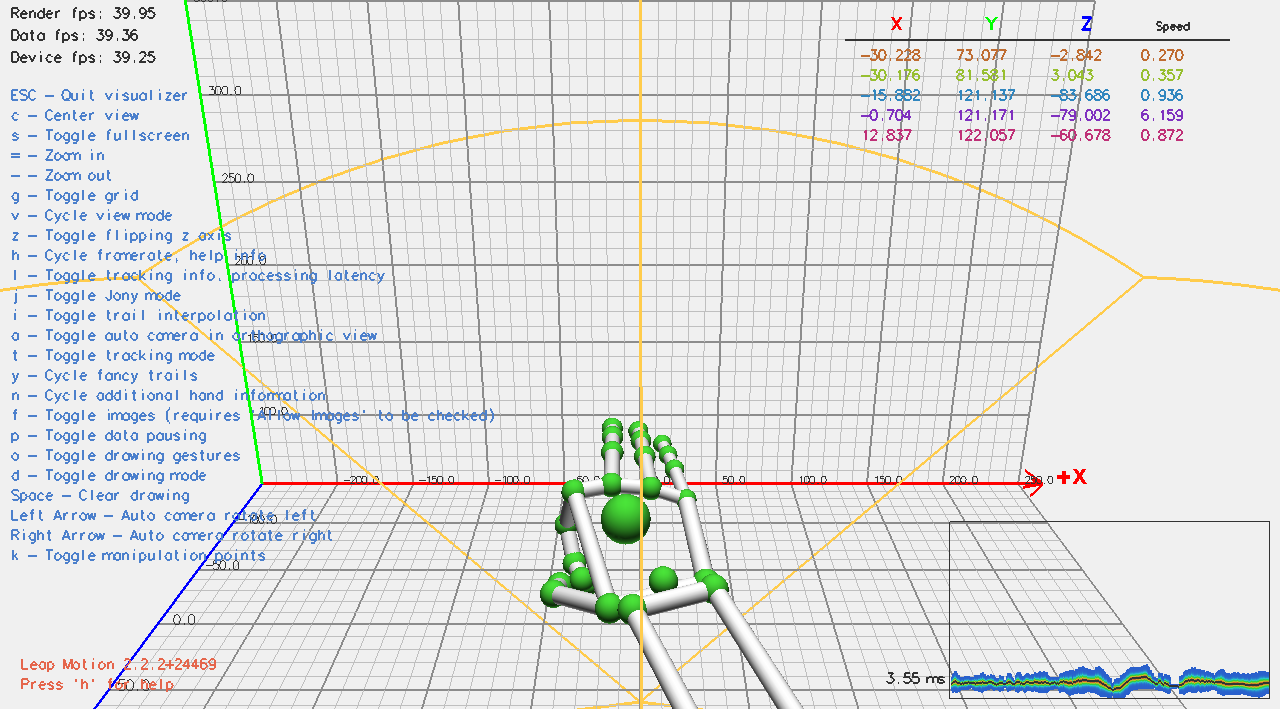 Render fps: 39.95
Data fps: 39.36
Device fps: 39.25
X Y Z Speed
-30.228 73.077 -2.842 0.270
-30.176 81.581 3.043 0.357
-15.882 121.137 -83.686 0.936
-0.704 121.171 -79.002 6.159
12.837 122.057 -60.678 0.872
ESC - Quit visualizer
c - Center view
s - Toggle fullscreen
= - Zoom in
- - Zoom out
g - Toggle grid
v - Cycle view mode
z - Toggle flipping z axis
h - Cycle framerate, help info
l - Toggle tracking info, processing latency
j - Toggle Jony mode
i - Toggle trail interpolation
a - Toggle auto camera in orthographic view
t - Toggle tracking mode
y - Cycle fancy trails
n - Cycle additional hand information
f - Toggle images (requires 'Allow Images' to be checked)
p - Toggle data pausing
o - Toggle drawing gestures
d - Toggle drawing mode
Space - Clear drawing
Left Arrow - Auto camera rotate left
Right Arrow - Auto camera rotate right
k - Toggle manipulation points
300.0
250.0
200.0
150.0
100.0
-200.0 -150.0 -100.0 50.0 100.0 150.0 200.0 250.0
+X
-50.0
0.0
Leap Motion 2.2.2+24469
Press 'h' for help
3.55 ms